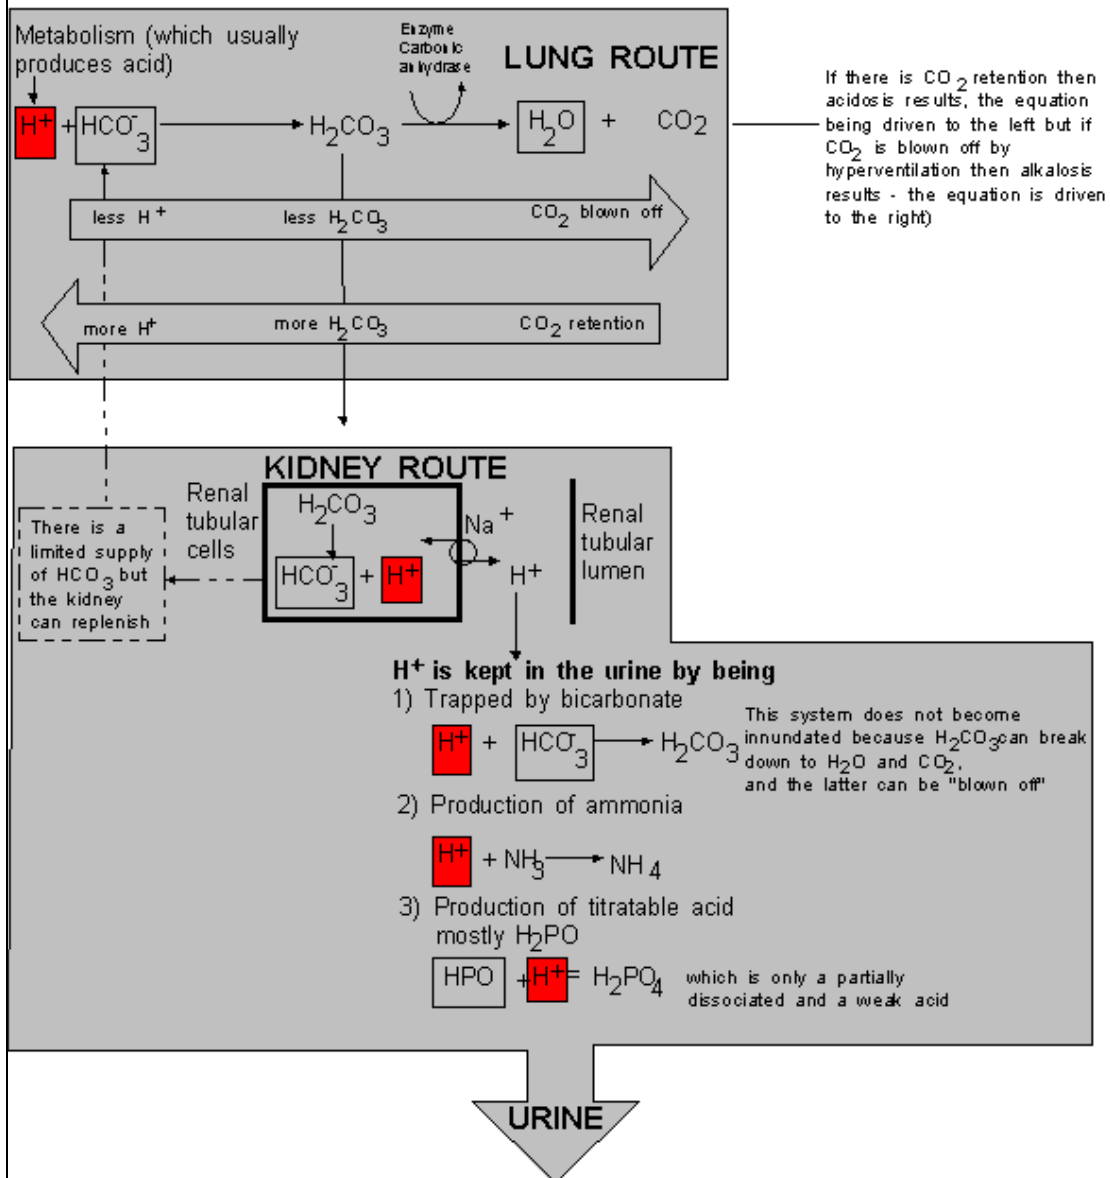 Metabolism (which usually
produces acid)
Enzyme
Carbonic
anhydrase
LUNG ROUTE
H⁺ + HCO₃⁻ H₂CO₃ H₂O + CO₂
If there is CO₂ retention then
acidosis results, the equation
being driven to the left but if
CO₂ is blown off by
hyperventilation then alkalosis
results - the equation is driven
to the right)
less H⁺ less H₂CO₃ CO₂ blown off
more H⁺ more H₂CO₃ CO₂ retention
KIDNEY ROUTE
Renal
tubular
cells
H₂CO₃
HCO₃⁻ + H⁺
Na⁺
H⁺
Renal
tubular
lumen
There is a
limited supply
of HCO₃ but
the kidney
can replenish
H⁺ is kept in the urine by being
1) Trapped by bicarbonate
H⁺ + HCO₃⁻ H₂CO₃
This system does not become
innundated because H₂CO₃can break
down to H₂O and CO₂,
and the latter can be "blown off"
2) Production of ammonia
H⁺ + NH₃ NH₄
3) Production of titratable acid
mostly H₂PO
HPO + H⁺ = H₂PO₄
which is only a partially
dissociated and a weak acid
URINE